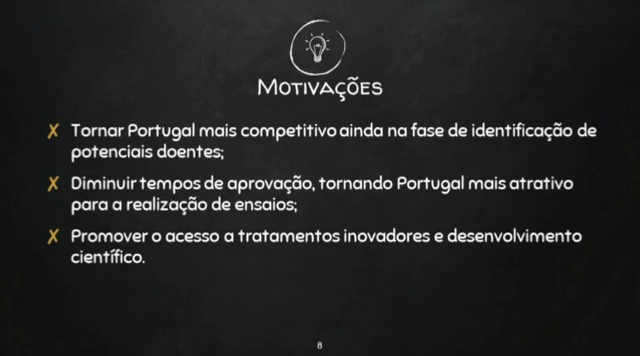 MOTIVAÇÕES
✗ Tornar Portugal mais competitivo ainda na fase de identificação de
potenciais doentes;
✗ Diminuir tempos de aprovação, tornando Portugal mais atrativo
para a realização de ensaios;
✗ Promover o acesso a tratamentos inovadores e desenvolvimento
científico.
8